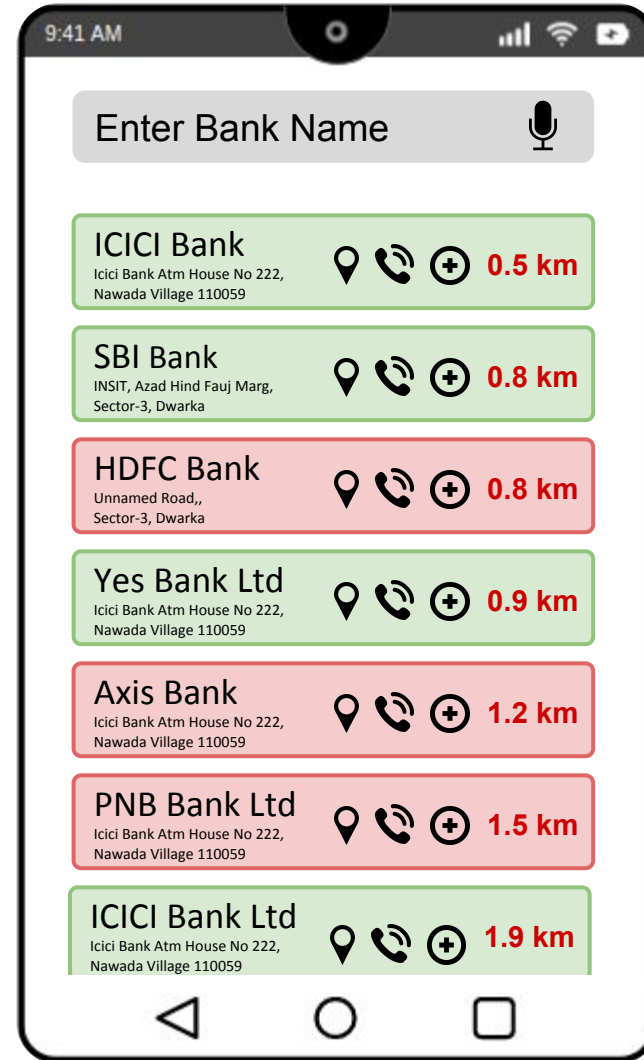 9:41 AM
Enter Bank Name
ICICI Bank
Icici Bank Atm House No 222,
Nawada Village 110059
0.5 km
SBI Bank
INSIT, Azad Hind Fauj Marg,
Sector-3, Dwarka
0.8 km
HDFC Bank
Unnamed Road,,
Sector-3, Dwarka
0.8 km
Yes Bank Ltd
Icici Bank Atm House No 222,
Nawada Village 110059
0.9 km
Axis Bank
Icici Bank Atm House No 222,
Nawada Village 110059
1.2 km
PNB Bank Ltd
Icici Bank Atm House No 222,
Nawada Village 110059
1.5 km
ICICI Bank Ltd
Icici Bank Atm House No 222,
Nawada Village 110059
1.9 km